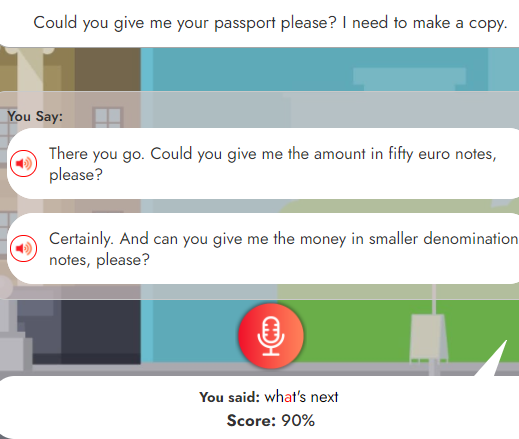 Could you give me your passport please? I need to make a copy.
You Say:
There you go. Could you give me the amount in fifty euro notes,
please?
Certainly. And can you give me the money in smaller denomination
notes, please?
You said: what's next
Score: 90%